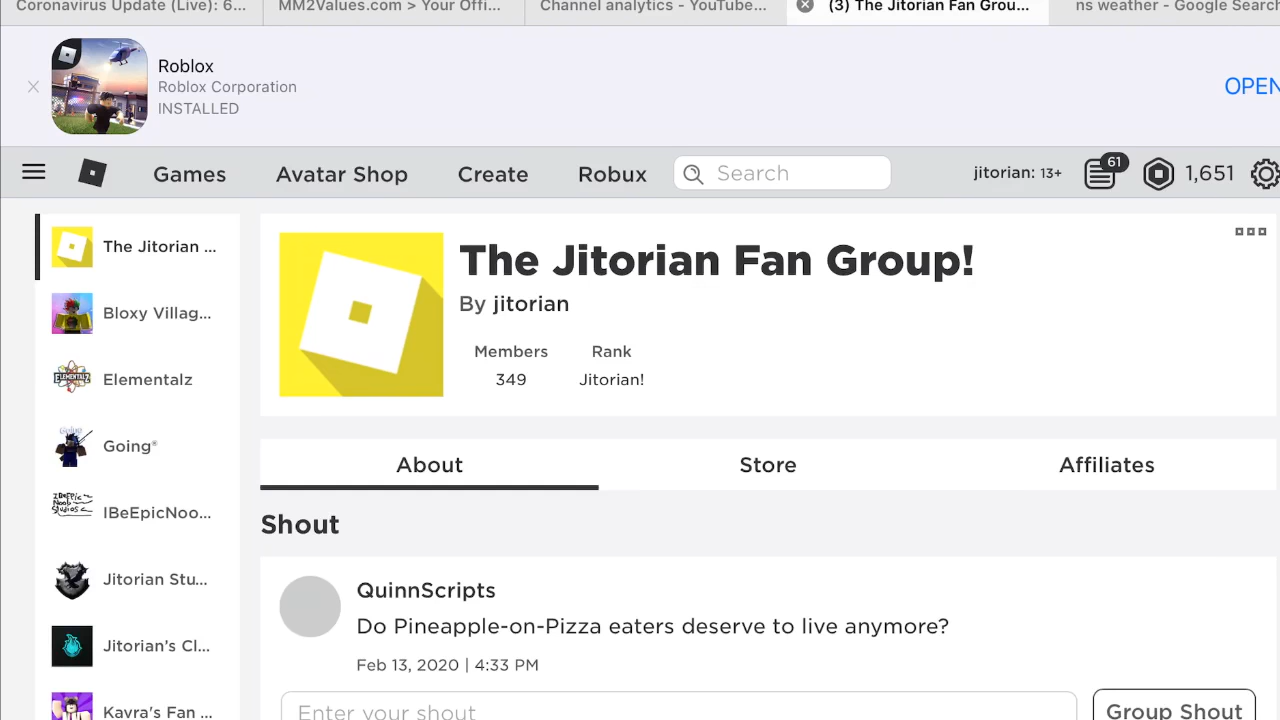 Coronavirus Update (Live): 6... MM2Values.com > Your Offi... Channel analytics - YouTube... (3) The Jitorian Fan Grou... ns weather - Google Search
Roblox
Roblox Corporation
INSTALLED
OPEN
Games Avatar Shop Create Robux Search jitorian: 13+ 61 1,651
The Jitorian ...
Bloxy Villag...
Elementalz
Going®
IBeEpicNoo...
Jitorian Stu...
Jitorian's Cl...
Kavra's Fan ...
The Jitorian Fan Group!
By jitorian
Members Rank
349 Jitorian!
About Store Affiliates
Shout
QuinnScripts
Do Pineapple-on-Pizza eaters deserve to live anymore?
Feb 13, 2020 | 4:33 PM
Enter your shout Group Shout